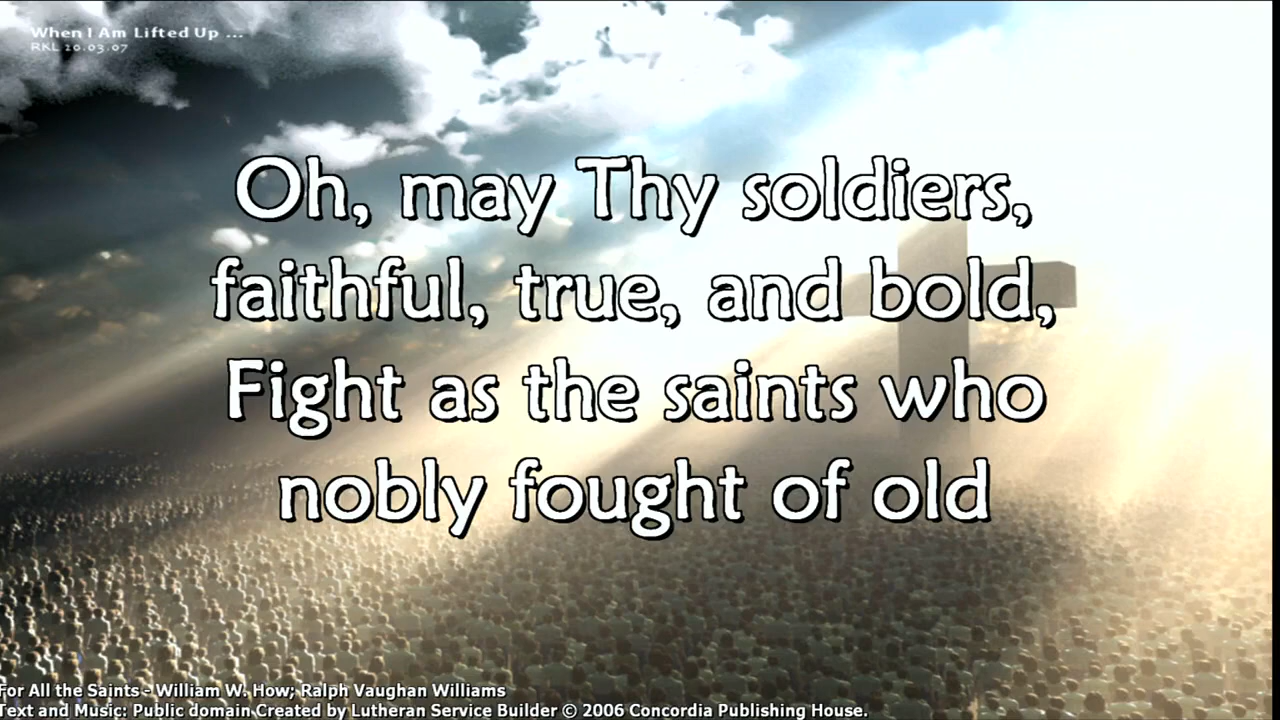 When I Am Lifted Up ...
RKL 20.03.07
Oh, may Thy soldiers,
faithful, true, and bold,
Fight as the saints who
nobly fought of old
For All the Saints - William W. How; Ralph Vaughan Williams
Text and Music: Public domain Created by Lutheran Service Builder © 2006 Concordia Publishing House.